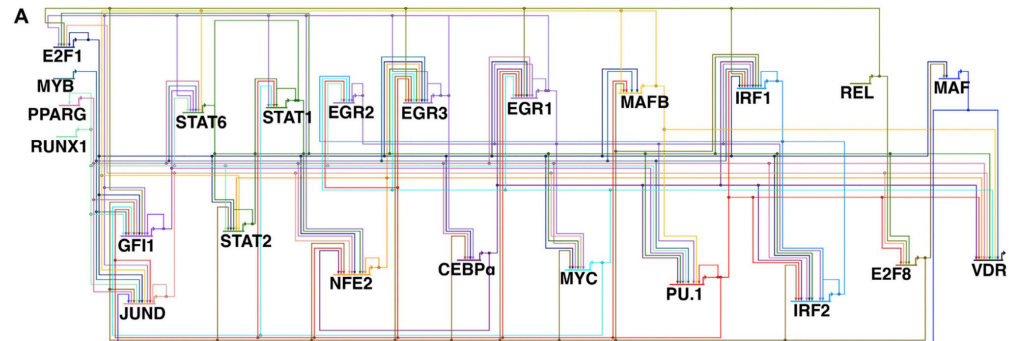 A
E2F1
MYB
PPARG
RUNX1
STAT6
STAT1
EGR2
EGR3
EGR1
MAFB
IRF1
REL
MAF
GFI1
STAT2
JUND
NFE2
CEBPα
MYC
PU.1
IRF2
E2F8
VDR